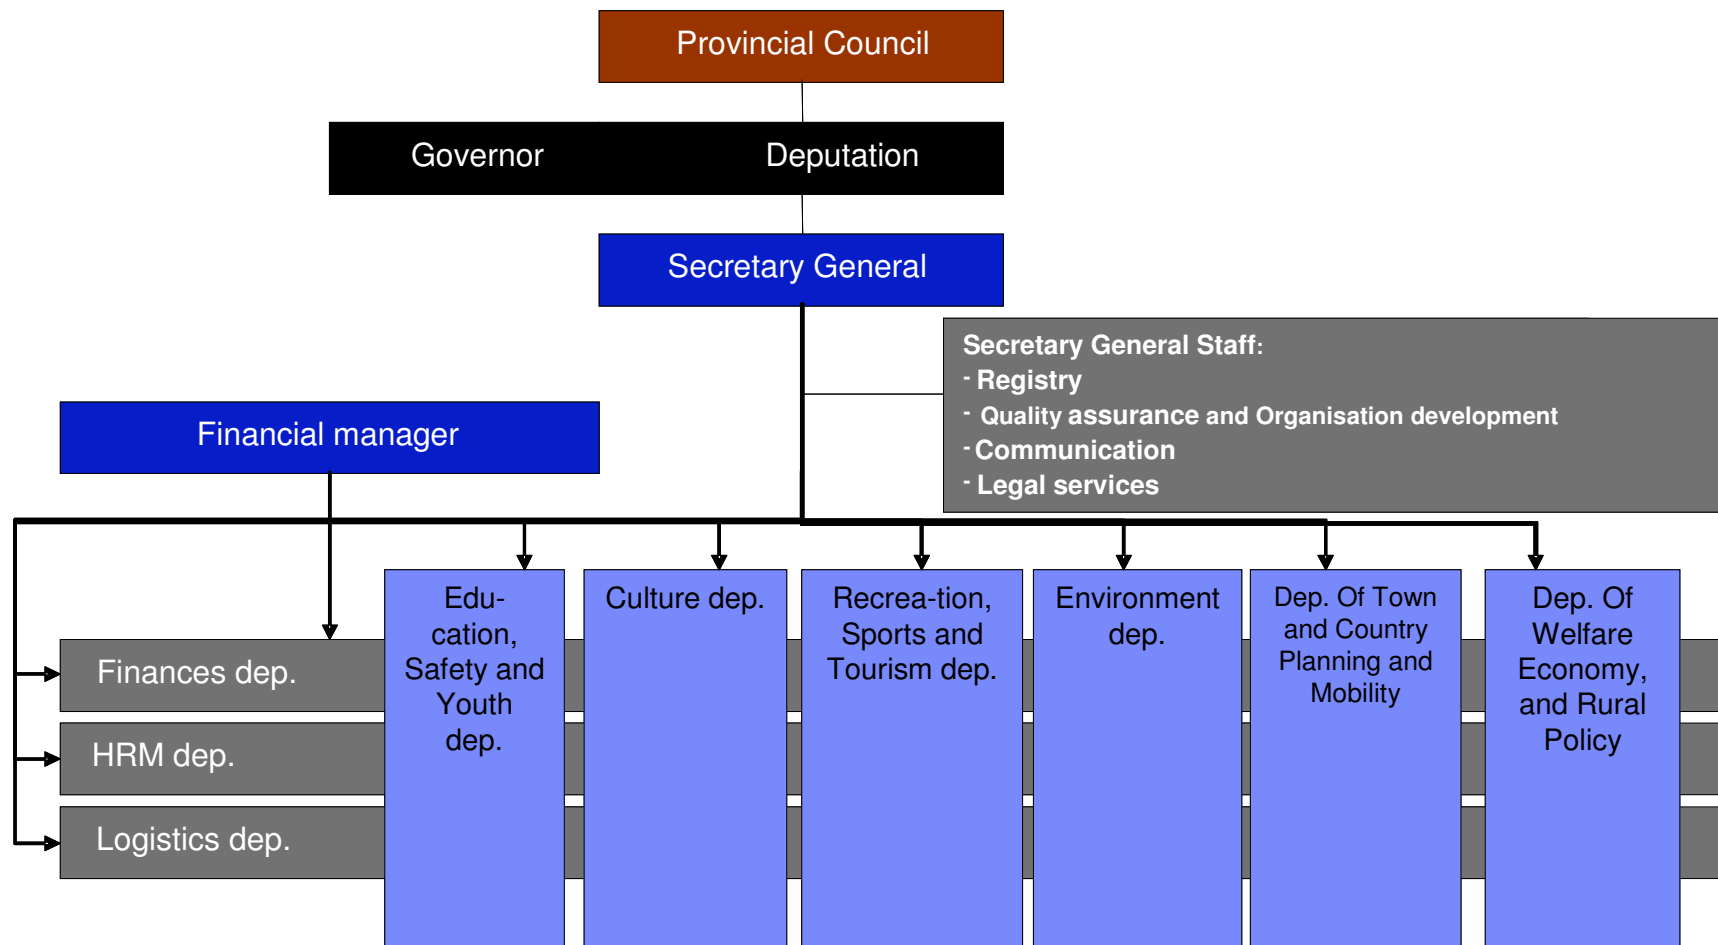 Provincial Council
Governor
Deputation
Secretary General
Secretary General Staff:
- Registry
- Quality assurance and Organisation development
- Communication
- Legal services
Financial manager
Edu-
cation,
Safety and
Youth
dep.
Culture dep.
Recrea-tion,
Sports and
Tourism dep.
Environment
dep.
Dep. Of Town
and Country
Planning and
Mobility
Dep. Of
Welfare
Economy,
and Rural
Policy
Finances dep.
HRM dep.
Logistics dep.